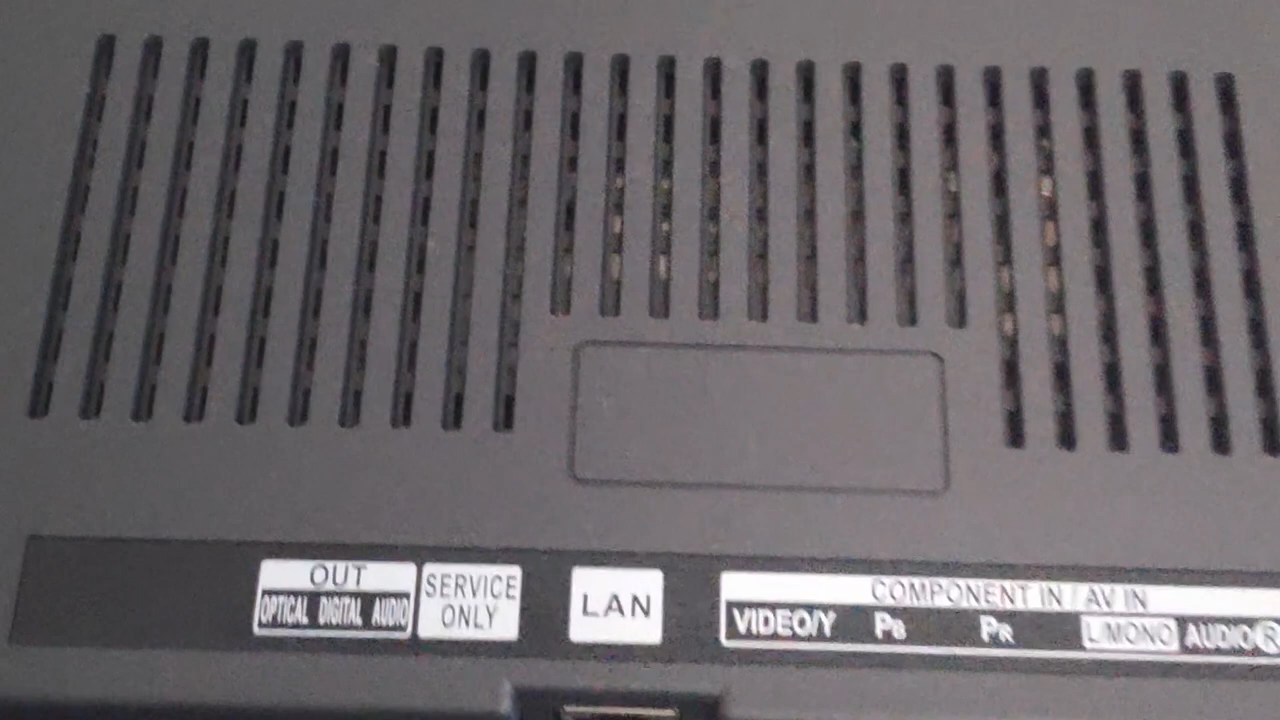 OUT
OPTICAL DIGITAL AUDIO
SERVICE
ONLY
LAN
COMPONENT IN / AV IN
VIDEO/Y PB PR L/MONO AUDIO R